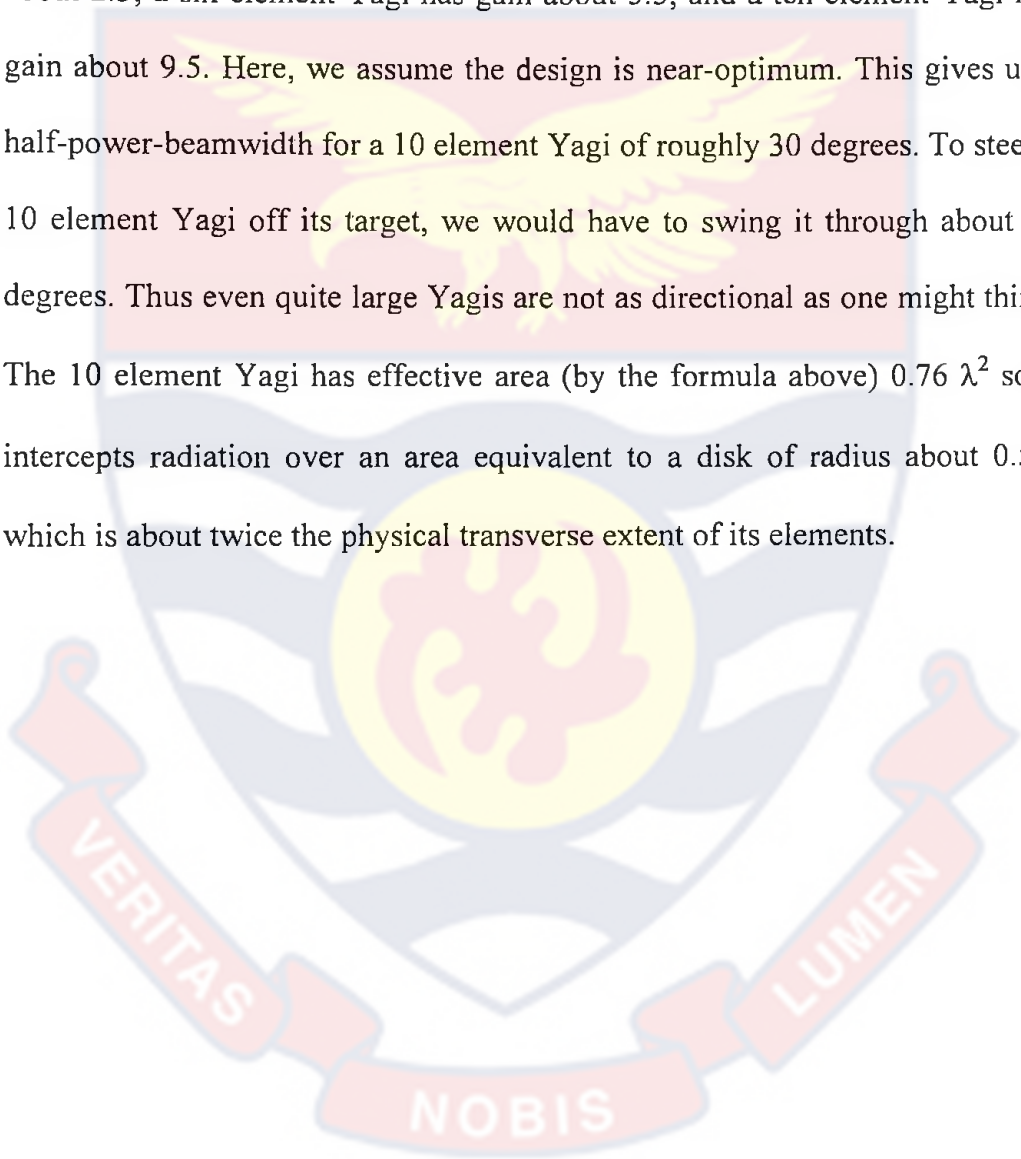 gain about 9.5. Here, we assume the design is near-optimum. This gives u
half-power-beamwidth for a 10 element Yagi of roughly 30 degrees. To stee
10 element Yagi off its target, we would have to swing it through about
degrees. Thus even quite large Yagis are not as directional as one might thi
The 10 element Yagi has effective area (by the formula above) 0.76 λ² so
intercepts radiation over an area equivalent to a disk of radius about 0.
which is about twice the physical transverse extent of its elements.
VERITAS
NOBIS
LUMEN